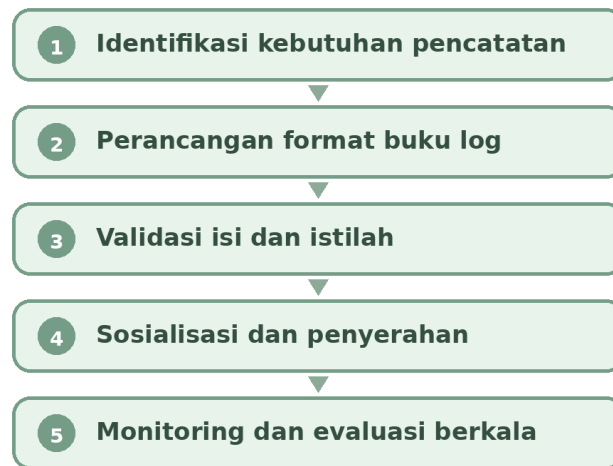 1 Identifikasi kebutuhan pencatatan
2 Perancangan format buku log
3 Validasi isi dan istilah
4 Sosialisasi dan penyerahan
5 Monitoring dan evaluasi berkala